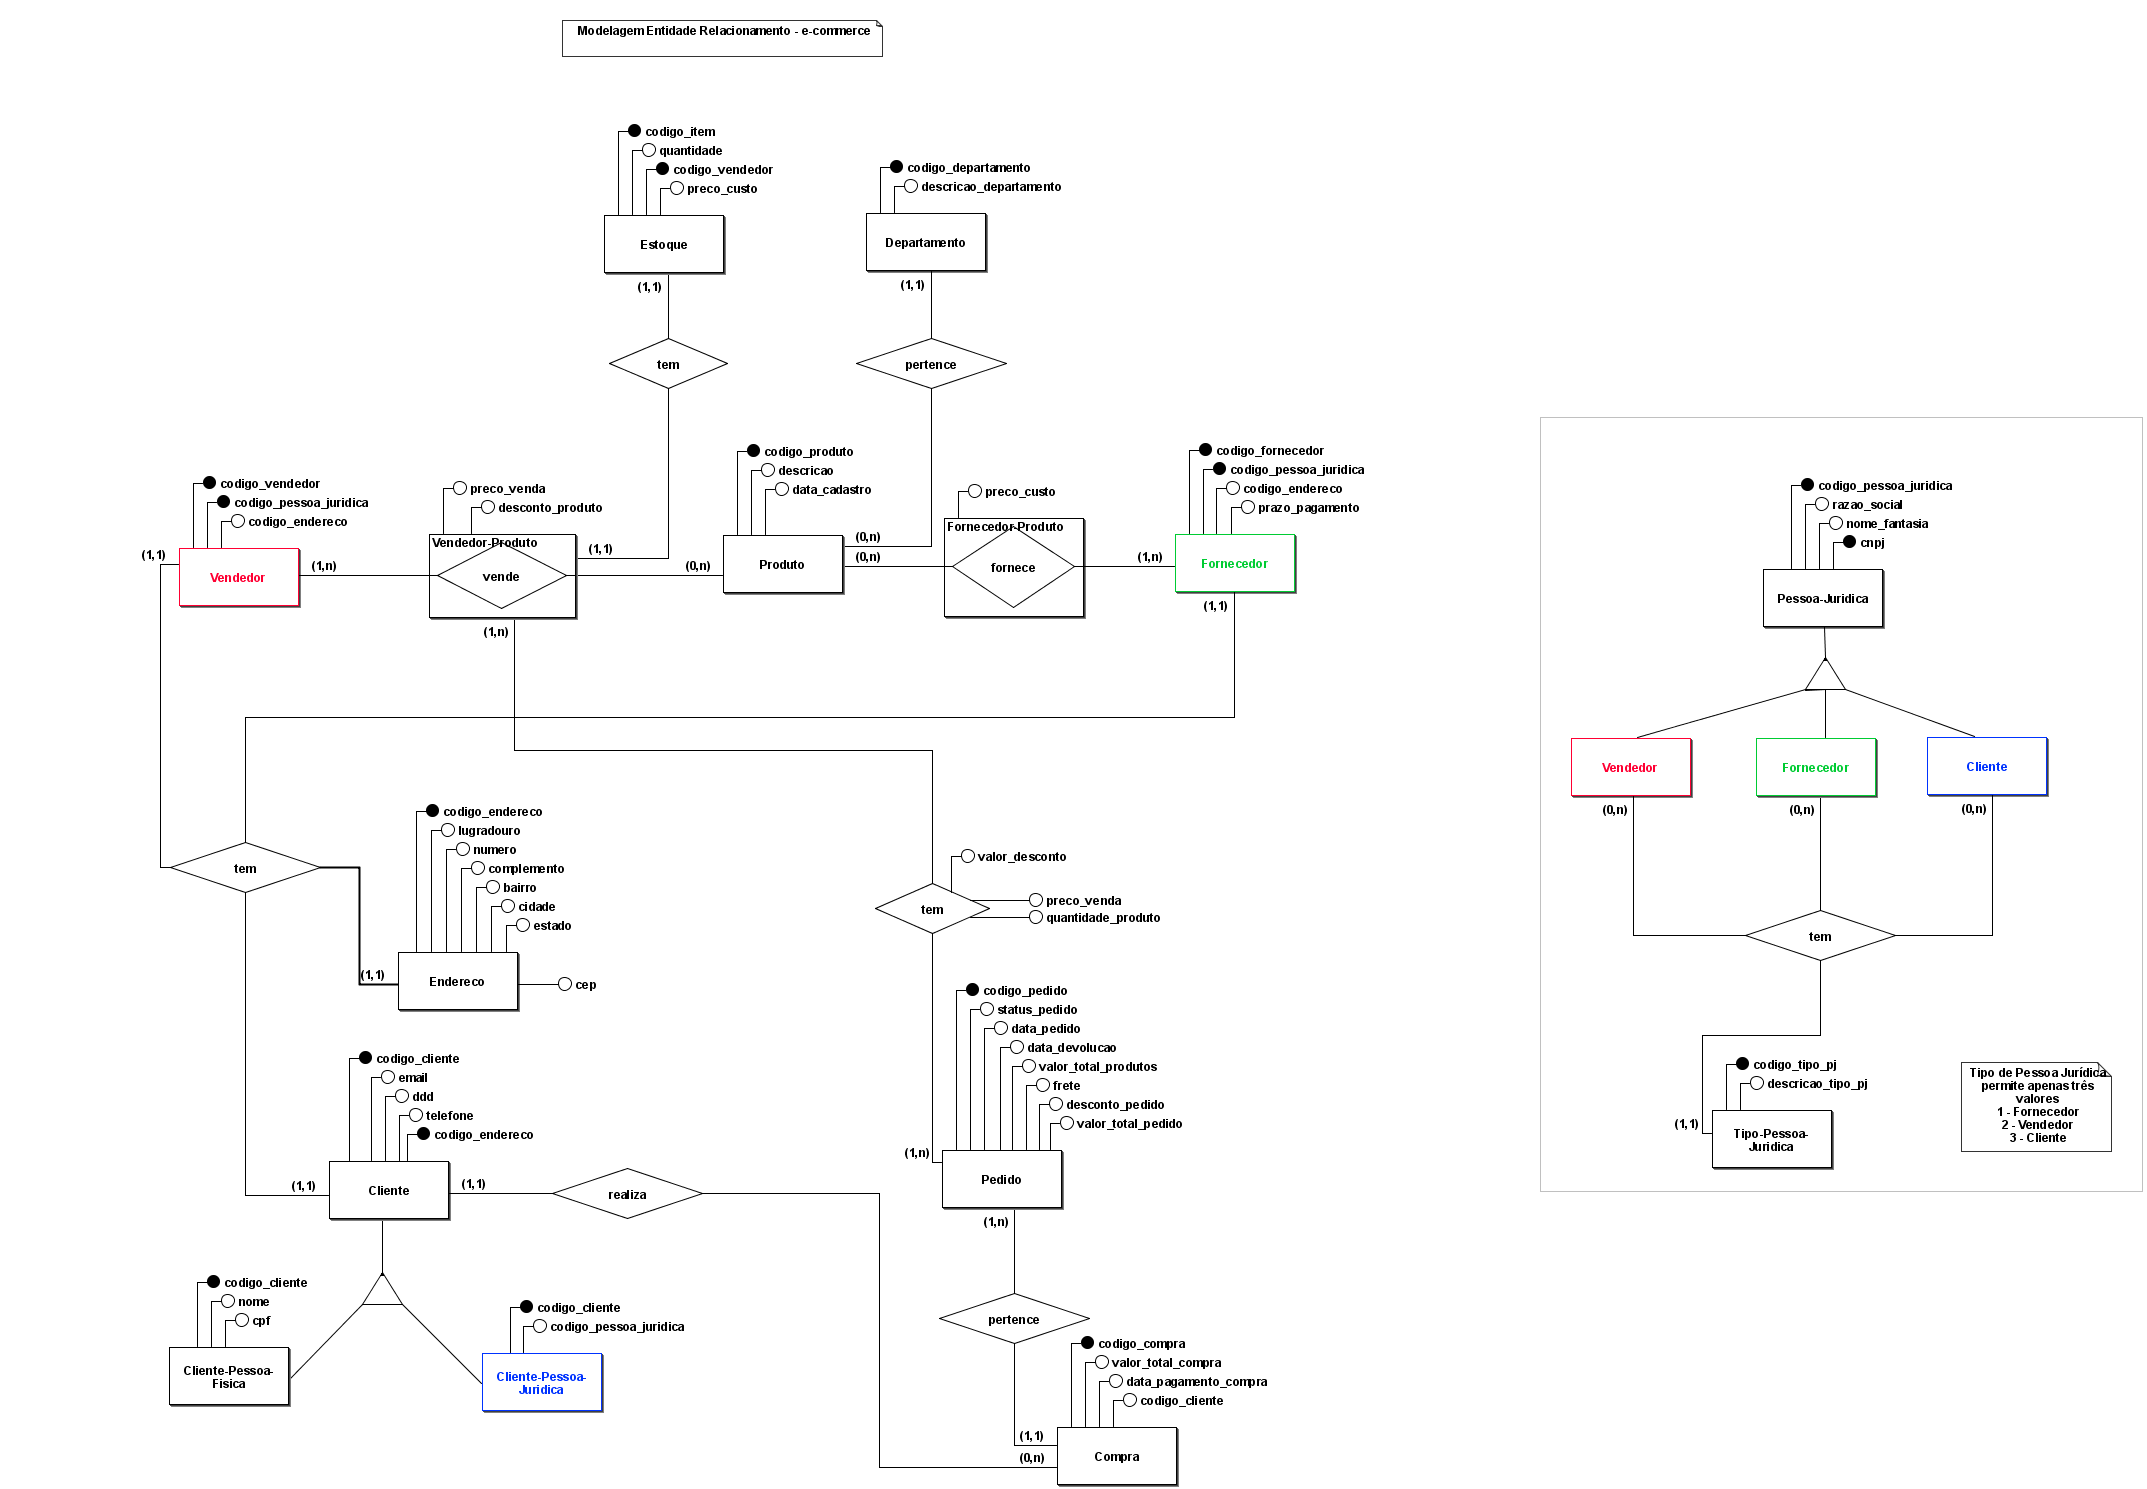 Modelagem Entidade Relacionamento - e-commerce
codigo_item
quantidade
codigo_vendedor
preco_custo
Estoque
(1,1)
tem
codigo_departamento
descricao_departamento
Departamento
(1,1)
pertence
codigo_vendedor
codigo_pessoa_juridica
codigo_endereco
(1,1)
Vendedor
(1,n)
preco_venda
desconto_produto
Vendedor-Produto
vende
(1,1)
(1,n)
(0,n)
codigo_produto
descricao
data_cadastro
Produto
(0,n)
(0,n)
preco_custo
Fornecedor-Produto
fornece
(1,n)
codigo_fornecedor
codigo_pessoa_juridica
codigo_endereco
prazo_pagamento
Fornecedor
(1,1)
tem
codigo_endereco
lugradouro
numero
complemento
bairro
cidade
estado
(1,1)
Endereco
cep
valor_desconto
tem
preco_venda
quantidade_produto
codigo_pedido
status_pedido
data_pedido
data_devolucao
valor_total_produtos
frete
desconto_pedido
valor_total_pedido
(1,n)
Pedido
(1,n)
codigo_cliente
email
ddd
telefone
codigo_endereco
(1,1)
Cliente
(1,1)
realiza
codigo_cliente
nome
cpf
Cliente-Pessoa-
Fisica
codigo_cliente
codigo_pessoa_juridica
Cliente-Pessoa-
Juridica
pertence
codigo_compra
valor_total_compra
data_pagamento_compra
codigo_cliente
(1,1)
(0,n)
Compra
codigo_pessoa_juridica
razao_social
nome_fantasia
cnpj
Pessoa-Juridica
Vendedor
Fornecedor
Cliente
(0,n)
(0,n)
(0,n)
tem
codigo_tipo_pj
descricao_tipo_pj
(1,1)
Tipo-Pessoa-
Juridica
Tipo de Pessoa Jurídica
permite apenas três
valores
1 - Fornecedor
2 - Vendedor
3 - Cliente